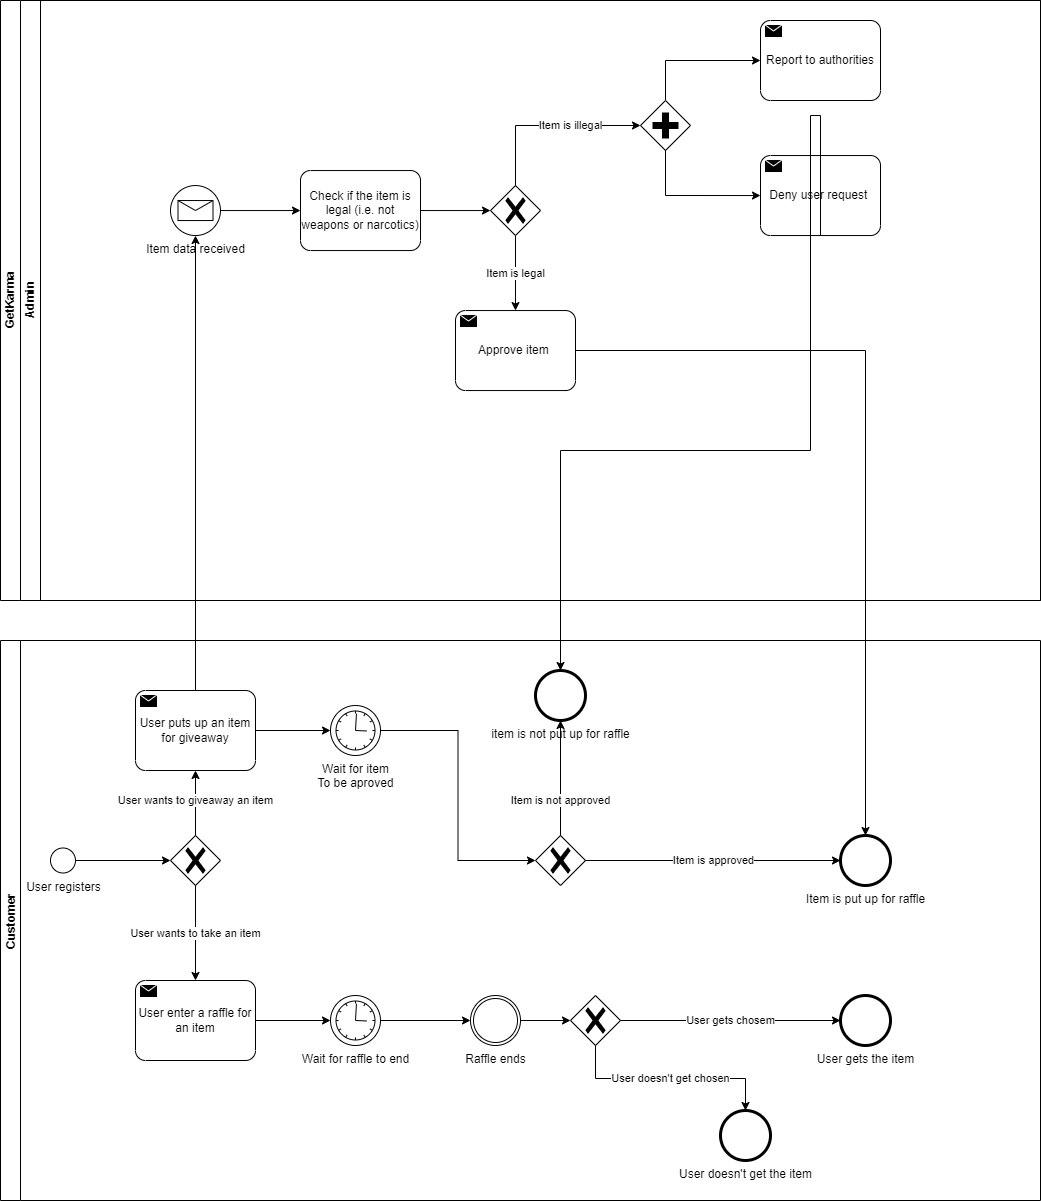 GetKarma
Admin
Report to authorities
Item is illegal
Check if the item is
legal (i.e. not
weapons or narcotics)
Deny user request
Item data received
Item is legal
Approve item
Customer
User puts up an item
for giveaway
item is not put up for raffle
Wait for item
To be aproved
User wants to giveaway an item
Item is not approved
Item is approved
User registers
Item is put up for raffle
User wants to take an item
User enter a raffle for
an item
User gets chosem
Wait for raffle to end
Raffle ends
User gets the item
User doesn't get chosen
User doesn't get the item